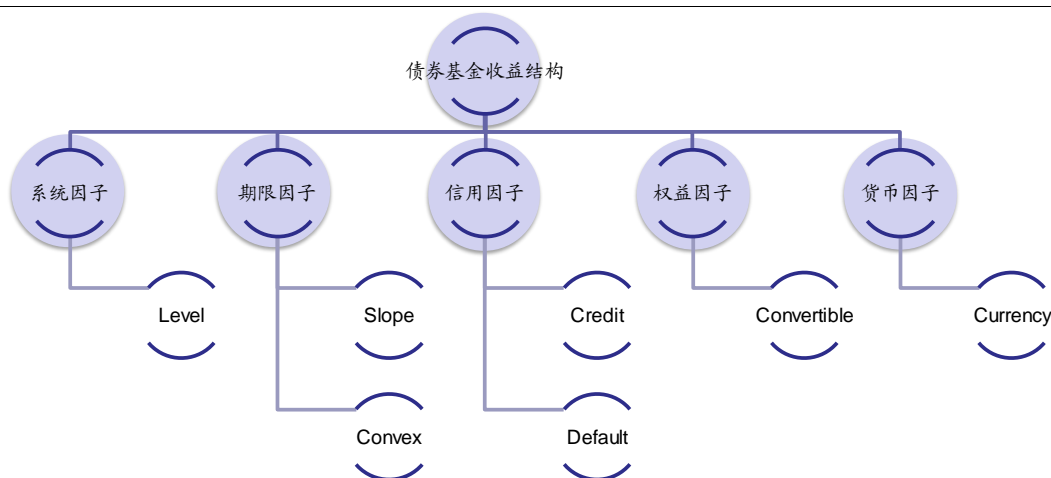 债券基金收益结构
系统因子
期限因子
信用因子
权益因子
货币因子
Level
Slope
Credit
Convertible
Currency
Convex
Default